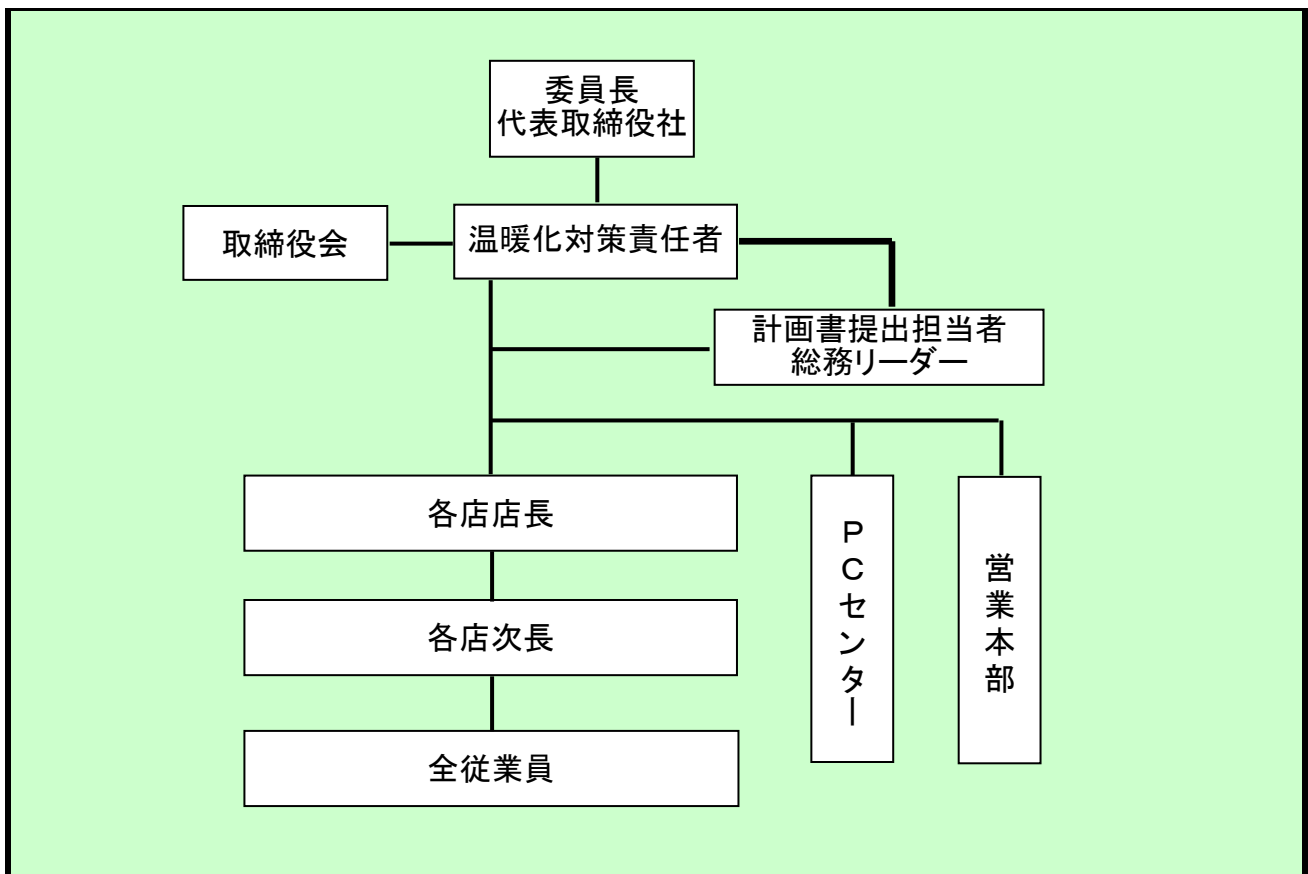 委員長
代表取締役社
取締役会
温暖化対策責任者
計画書提出担当者
総務リーダー
各店店長
各店次長
全従業員
ＰＣセンター
営業本部